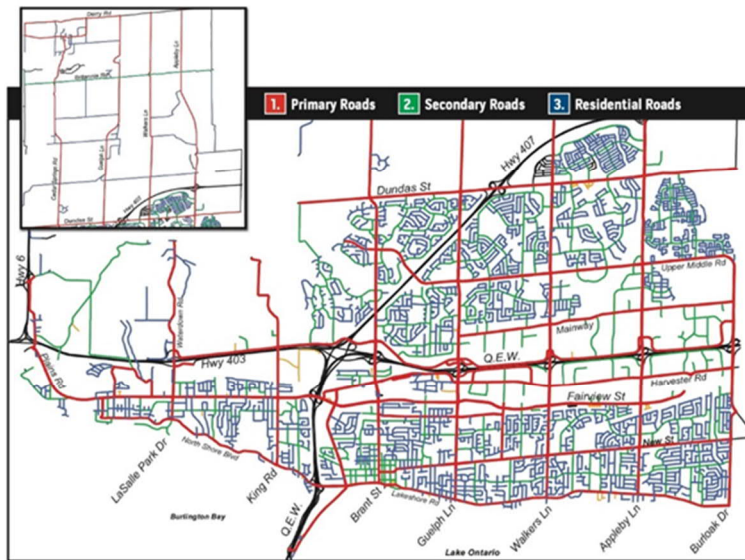 Derry Rd
Appleby Ln
Walkers Ln
Guelph Ln
Cedar Springs Rd
Hwy 407
Dundas St
1. Primary Roads
2. Secondary Roads
3. Residential Roads
Hwy 407
Dundas St
Hwy 6
Waterdown Rd
Upper Middle Rd
Mainway
Plains Rd
Hwy 403
Q.E.W.
Harvester Rd
Fairview St
New St
LaSalle Park Dr
North Shore Blvd
King Rd
Q.E.W.
Brant St
Lakeshore Rd
Guelph Ln
Walkers Ln
Appleby Ln
Burloak Dr
Burlington Bay
Lake Ontario